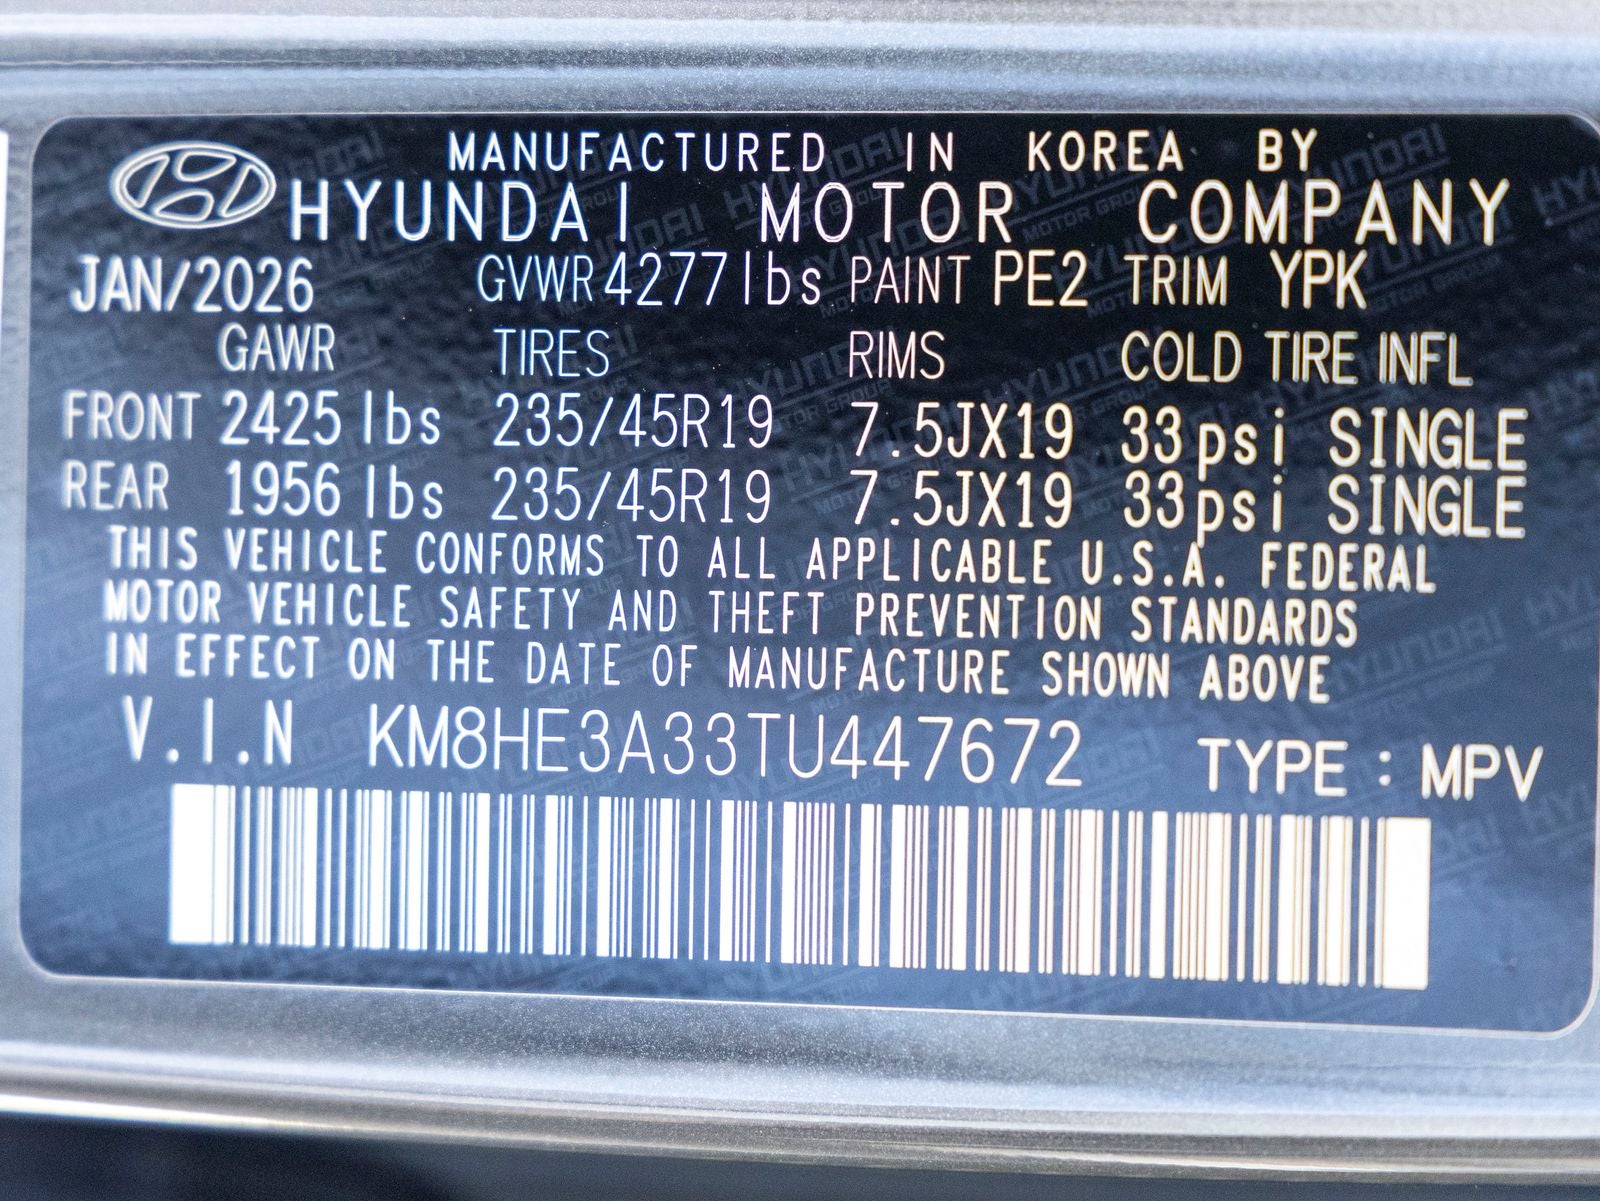 MANUFACTURED IN KOREA BY
HYUNDAI MOTOR COMPANY
JAN/2026 GVWR 4277 lbs PAINT PE2 TRIM YPK
GAWR TIRES RIMS COLD TIRE INFL
FRONT 2425 lbs 235/45R19 7.5JX19 33psi SINGLE
REAR 1956 lbs 235/45R19 7.5JX19 33psi SINGLE
THIS VEHICLE CONFORMS TO ALL APPLICABLE U.S.A. FEDERAL
MOTOR VEHICLE SAFETY AND THEFT PREVENTION STANDARDS
IN EFFECT ON THE DATE OF MANUFACTURE SHOWN ABOVE
V.I.N KM8HE3A33TU447672 TYPE : MPV